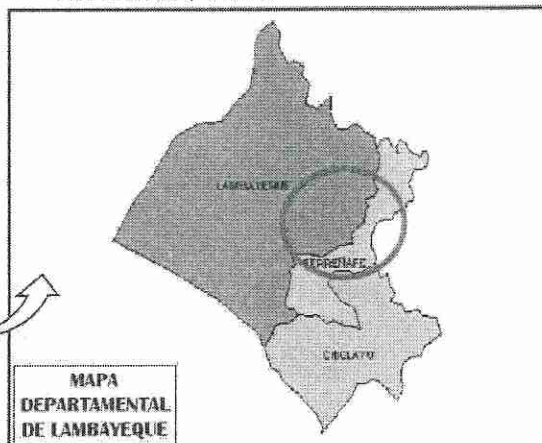 LAMBAYEQUE
FERREÑAFE
CHICLAYO
MAPA
DEPARTAMENTAL
DE LAMBAYEQUE